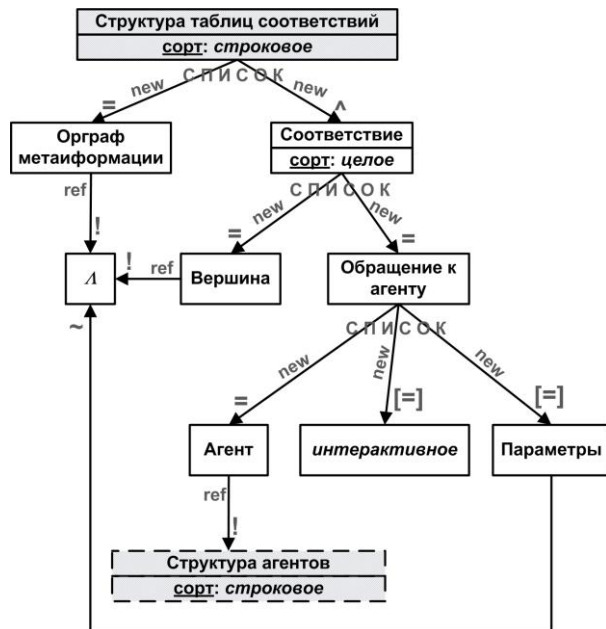 Структура таблиц соответствий
сорт: строковое
СПИСОК
new
new
=
^
Орграф
метаиформации
Соответствие
сорт: целое
ref
СПИСОК
new
new
!
=
=
Λ
!
ref
Вершина
Обращение к
агенту
~
СПИСОК
new
new
new
=
[=]
[=]
Агент
интерактивное
Параметры
ref
!
Структура агентов
сорт: строковое